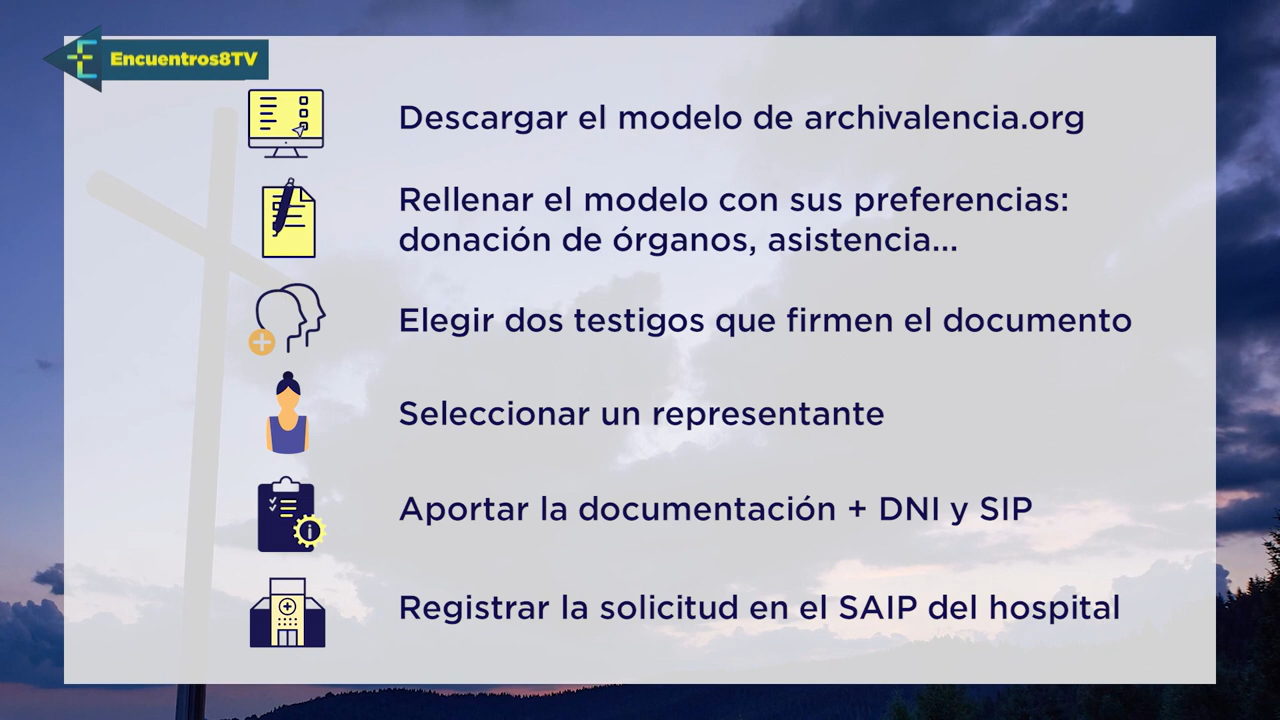 Encuentros8TV
Descargar el modelo de archivalencia.org
Rellenar el modelo con sus preferencias:
donación de órganos, asistencia...
Elegir dos testigos que firmen el documento
Seleccionar un representante
Aportar la documentación + DNI y SIP
Registrar la solicitud en el SAIP del hospital